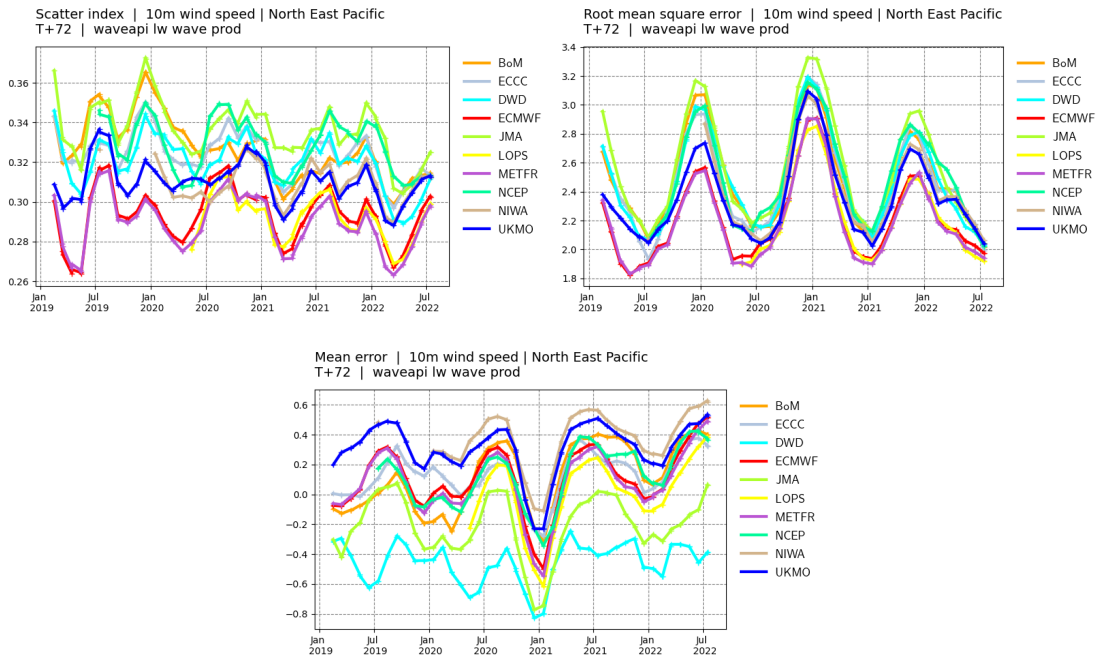 Scatter index | 10m wind speed | North East Pacific
T+72 | waveapi lw wave prod
0.36
0.34
0.32
0.30
0.28
0.26
Jan 2019
Jul 2019
Jan 2020
Jul 2020
Jan 2021
Jul 2021
Jan 2022
Jul 2022
BoM
ECCC
DWD
ECMWF
JMA
LOPS
METFR
NCEP
NIWA
UKMO
Root mean square error | 10m wind speed | North East Pacific
T+72 | waveapi lw wave prod
3.4
3.2
3.0
2.8
2.6
2.4
2.2
2.0
1.8
Jan 2019
Jul 2019
Jan 2020
Jul 2020
Jan 2021
Jul 2021
Jan 2022
Jul 2022
BoM
ECCC
DWD
ECMWF
JMA
LOPS
METFR
NCEP
NIWA
UKMO
Mean error | 10m wind speed | North East Pacific
T+72 | waveapi lw wave prod
0.6
0.4
0.2
0.0
−0.2
−0.4
−0.6
−0.8
Jan 2019
Jul 2019
Jan 2020
Jul 2020
Jan 2021
Jul 2021
Jan 2022
Jul 2022
BoM
ECCC
DWD
ECMWF
JMA
LOPS
METFR
NCEP
NIWA
UKMO